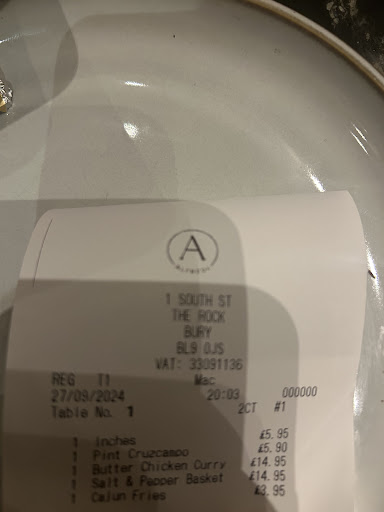 A
ALFREDS
1 SOUTH ST
THE ROCK
BURY
BL9 0JS
VAT: 33091136
REG T1 Mac 000000
27/09/2024 20:03
Table No. 1 2CT #1
1 Inches £5.95
1 Pint Cruzcampo £5.90
1 Butter Chicken Curry £14.95
1 Salt & Pepper Basket £14.95
1 Cajun Fries £3.95